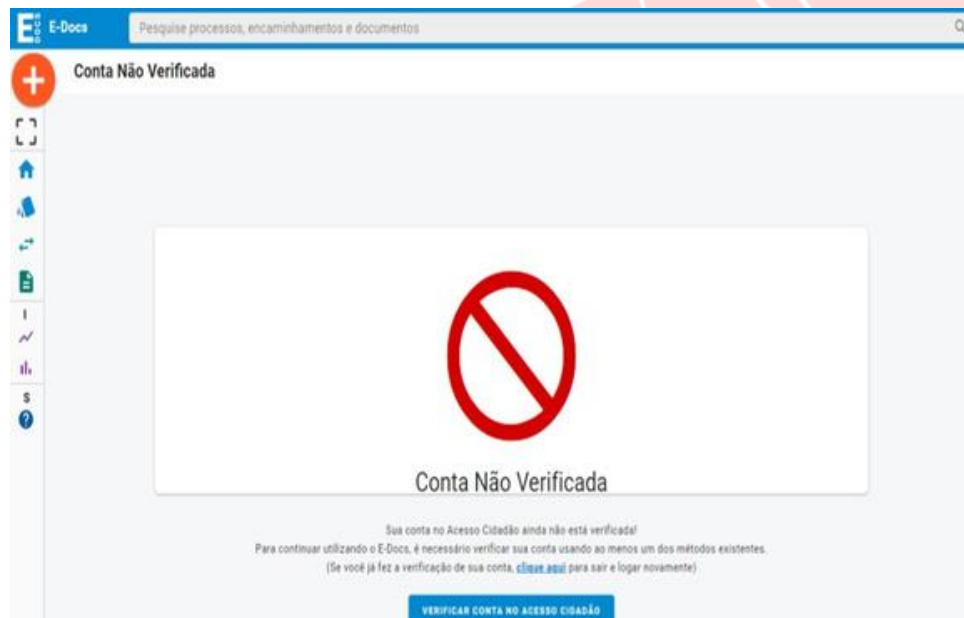 E-Docs
Pesquise processos, encaminhamentos e documentos
Conta Não Verificada
I
S
Conta Não Verificada
Sua conta no Acesso Cidadão ainda não está verificada!
Para continuar utilizando o E-Docs, é necessário verificar sua conta usando ao menos um dos métodos existentes.
(Se você já fez a verificação de sua conta, clique aqui para sair e logar novamente)
VERIFICAR CONTA NO ACESSO CIDADÃO